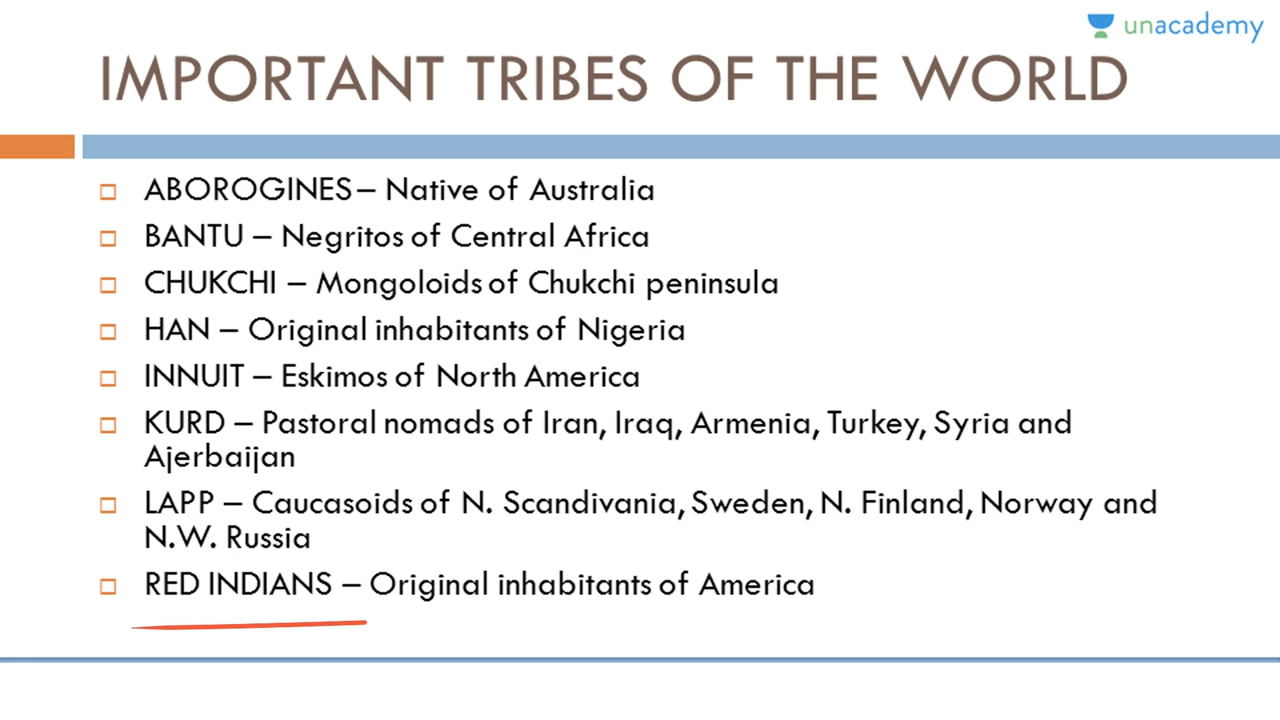 unacademy
IMPORTANT TRIBES OF THE WORLD
ABOROGINES – Native of Australia
BANTU – Negritos of Central Africa
CHUKCHI – Mongoloids of Chukchi peninsula
HAN – Original inhabitants of Nigeria
INNUIT – Eskimos of North America
KURD – Pastoral nomads of Iran, Iraq, Armenia, Turkey, Syria and
Ajerbaijan
LAPP – Caucasoids of N. Scandivania, Sweden, N. Finland, Norway and
N.W. Russia
RED INDIANS – Original inhabitants of America